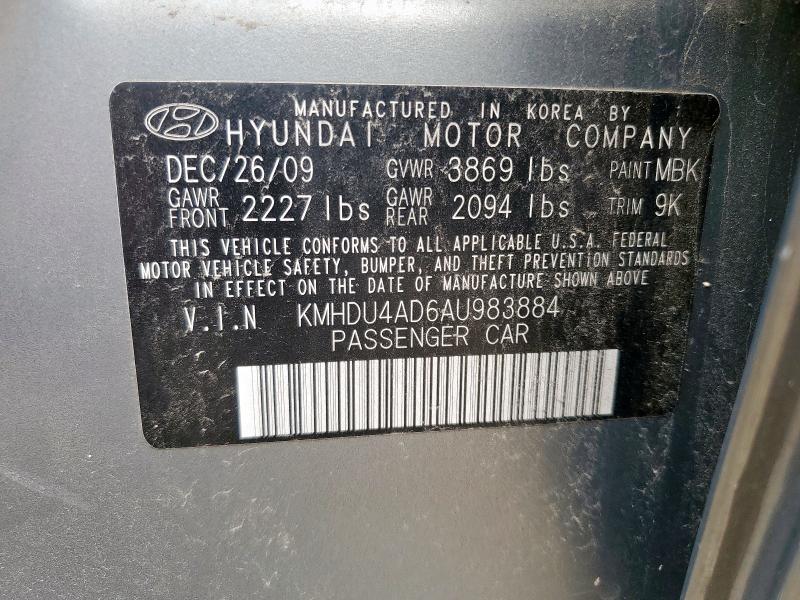 MANUFACTURED IN KOREA BY
HYUNDAI MOTOR COMPANY
DEC/26/09 GVWR 3869 lbs PAINT MBK
GAWR FRONT 2227 lbs GAWR REAR 2094 lbs TRIM 9K
THIS VEHICLE CONFORMS TO ALL APPLICABLE U.S.A. FEDERAL
MOTOR VEHICLE SAFETY, BUMPER, AND THEFT PREVENTION STANDARDS
IN EFFECT ON THE DATE OF MANUFACTURE SHOWN ABOVE
V.I.N KMHDU4AD6AU983884
PASSENGER CAR